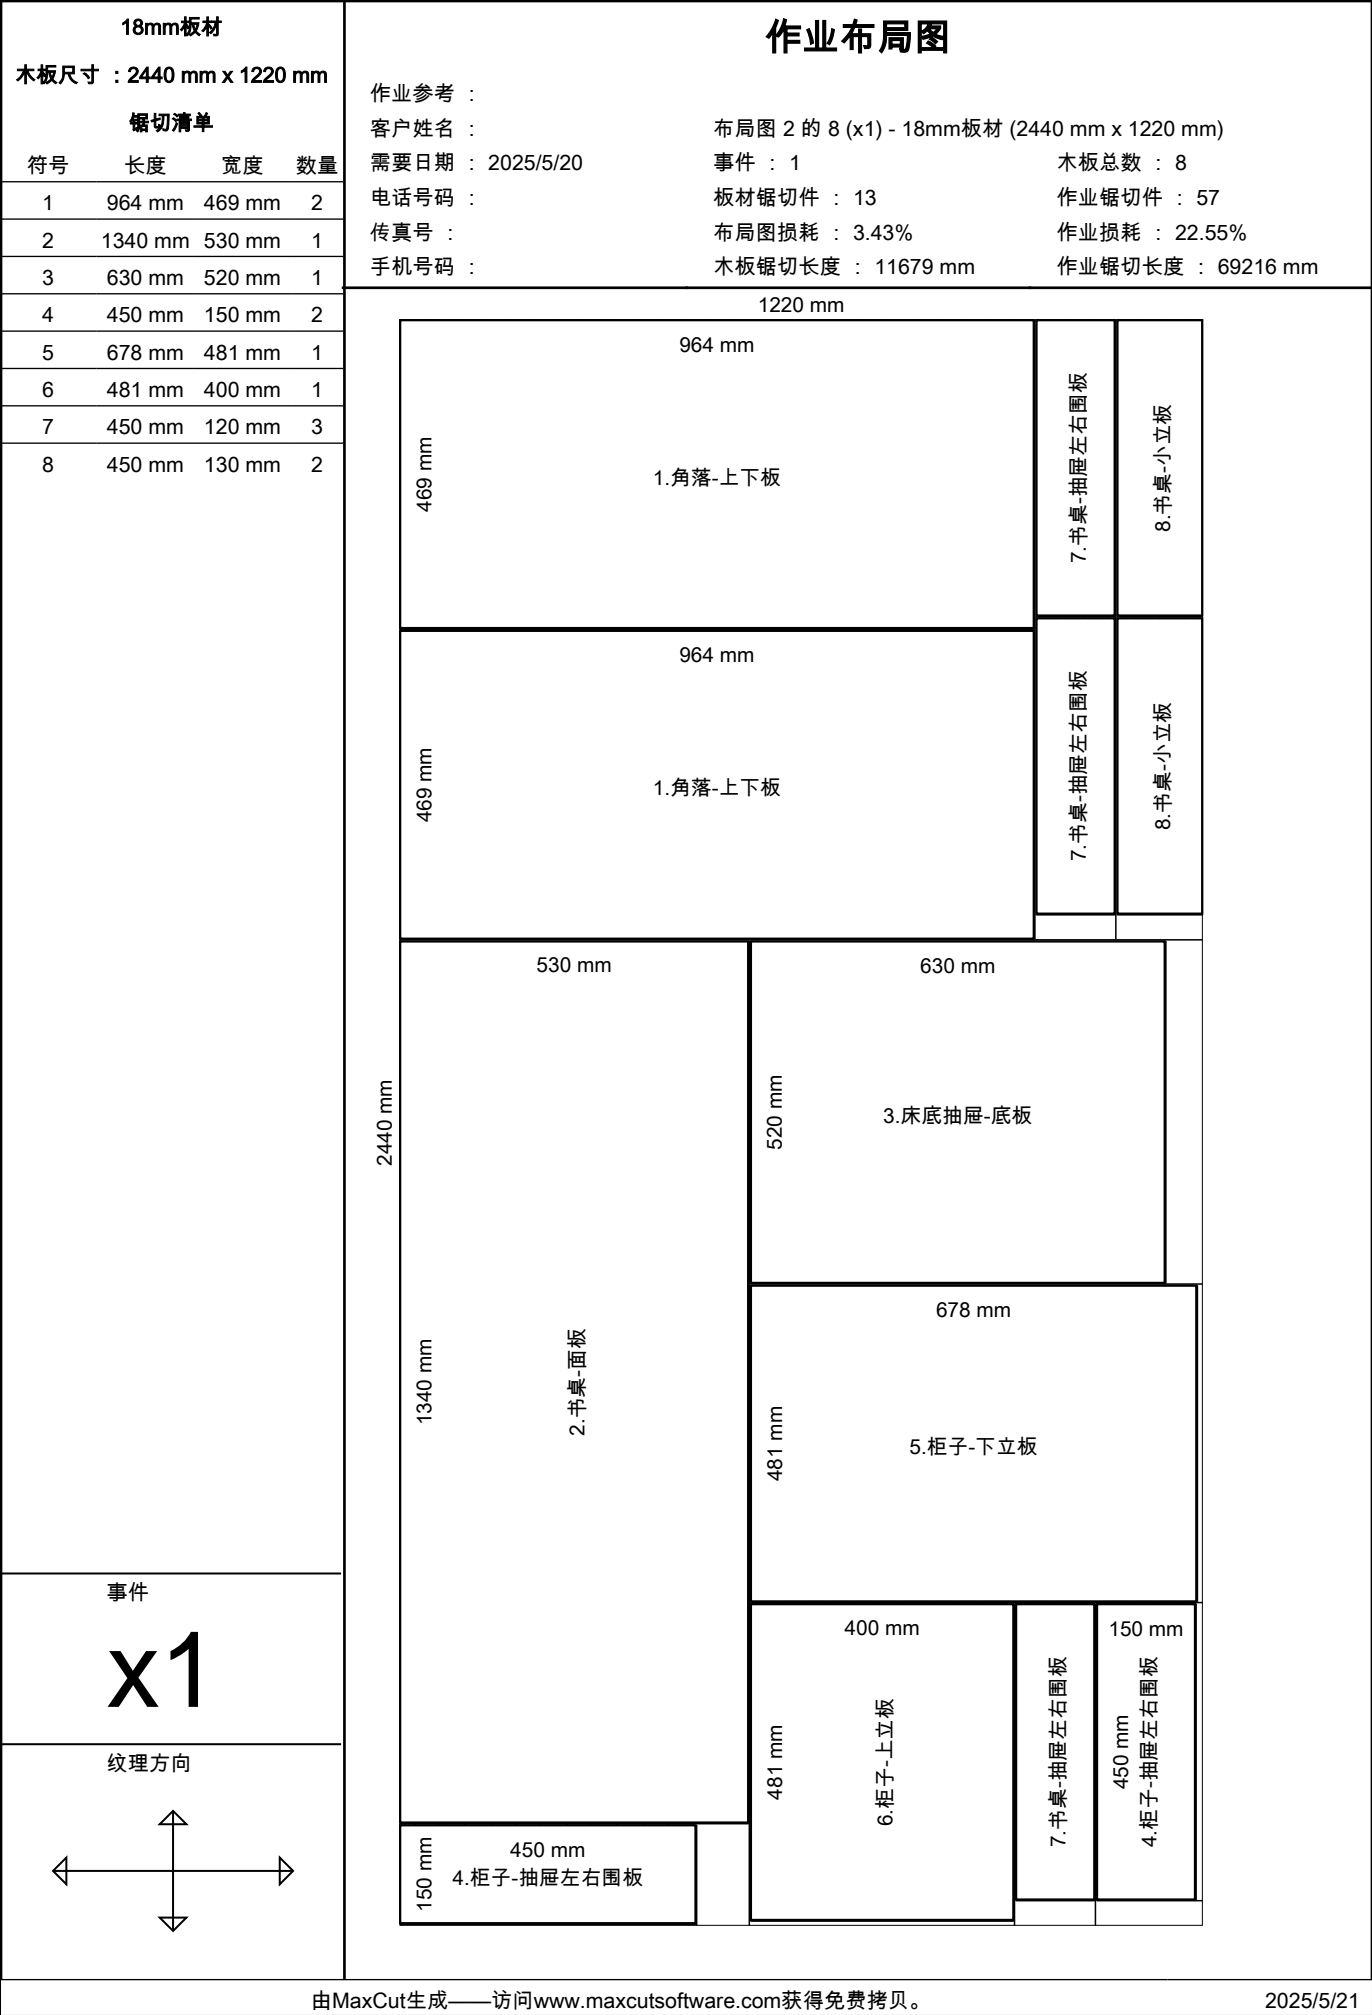 18mm板材
木板尺寸 : 2440 mm x 1220 mm
锯切清单
符号 长度 宽度 数量
1 964 mm 469 mm 2
2 1340 mm 530 mm 1
3 630 mm 520 mm 1
4 450 mm 150 mm 2
5 678 mm 481 mm 1
6 481 mm 400 mm 1
7 450 mm 120 mm 3
8 450 mm 130 mm 2
事件
x1
纹理方向
作业布局图
作业参考 :
客户姓名 : 布局图 2 的 8 (x1) - 18mm板材 (2440 mm x 1220 mm)
需要日期 : 2025/5/20 事件 : 1 木板总数 : 8
电话号码 : 板材锯切件 : 13 作业锯切件 : 57
传真号 : 布局图损耗 : 3.43% 作业损耗 : 22.55%
手机号码 : 木板锯切长度 : 11679 mm 作业锯切长度 : 69216 mm
1220 mm
2440 mm
964 mm
469 mm
1.角落-上下板
7.书桌-抽屉左右围板
8.书桌-小立板
964 mm
469 mm
1.角落-上下板
7.书桌-抽屉左右围板
8.书桌-小立板
530 mm
1340 mm
2.书桌-面板
630 mm
520 mm
3.床底抽屉-底板
678 mm
481 mm
5.柜子-下立板
400 mm
481 mm
6.柜子-上立板
7.书桌-抽屉左右围板
150 mm
450 mm
4.柜子-抽屉左右围板
450 mm
150 mm
4.柜子-抽屉左右围板
由MaxCut生成——访问www.maxcutsoftware.com获得免费拷贝。
2025/5/21